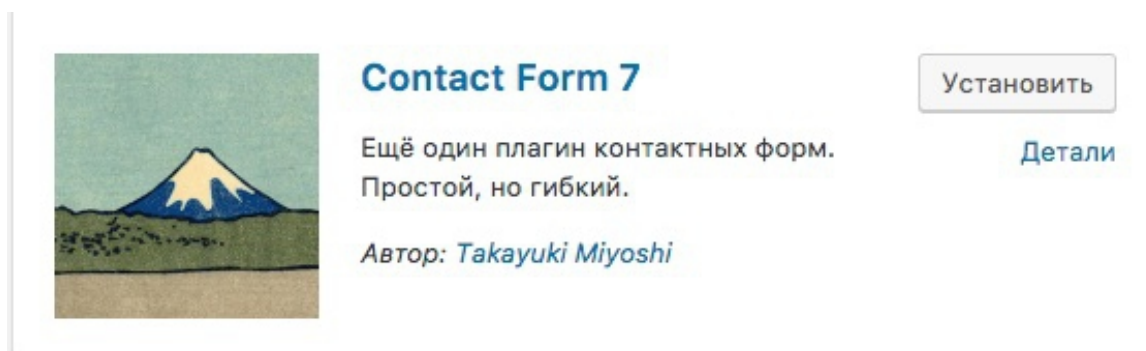 Contact Form 7
Установить
Ещё один плагин контактных форм.
Детали
Простой, но гибкий.
Автор: Takayuki Miyoshi